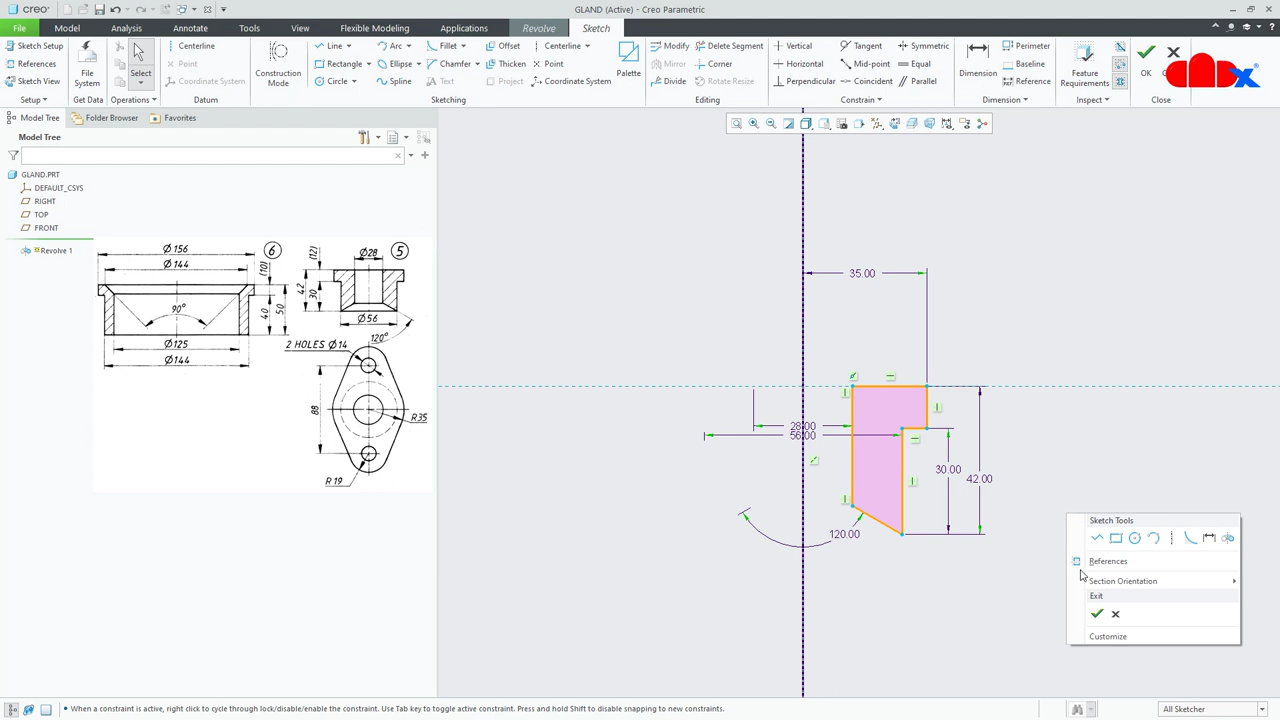 creo
GLAND (Active) - Creo Parametric
File Model Analysis Annotate Tools View Flexible Modeling Applications Revolve Sketch
Sketch Setup
References
Sketch View
Setup
File System
Get Data
Select
Operations
Centerline
Point
Coordinate System
Datum
Construction Mode
Line Arc Fillet Offset Centerline
Rectangle Ellipse Chamfer Thicken Point
Circle Spline Text Project Coordinate System
Palette
Sketching
Modify Delete Segment
Mirror Corner
Divide Rotate Resize
Editing
Vertical Tangent Symmetric
Horizontal Mid-point Equal
Perpendicular Coincident Parallel
Constrain
Dimension
Perimeter
Baseline
Reference
Dimension
Feature Requirements
Inspect
OK
Close
CADX
Model Tree Folder Browser Favorites
Model Tree
GLAND.PRT
DEFAULT_CSYS
RIGHT
TOP
FRONT
Revolve 1
Ø156
Ø144
(10)
6
90°
40
50
Ø125
Ø144
(12)
Ø28
5
42
30
Ø56
120°
2 HOLES Ø14
88
R35
R 19
35.00
28.00
56.00
30.00
42.00
120.00
Sketch Tools
References
Section Orientation
Exit
Customize
When a constraint is active, right click to cycle through lock/disable/enable the constraint. Use Tab key to toggle active constraint. Press and hold Shift to disable snapping to new constraints.
All Sketcher